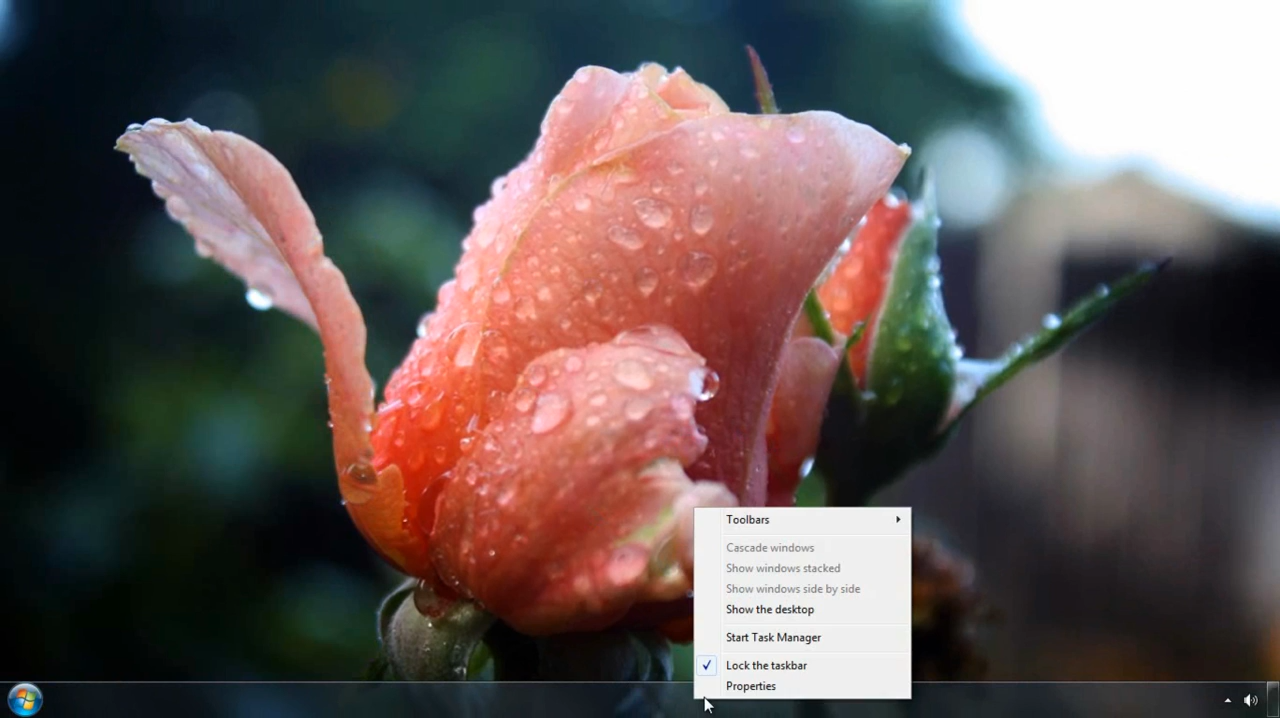 Toolbars
Cascade windows
Show windows stacked
Show windows side by side
Show the desktop
Start Task Manager
Lock the taskbar
Properties